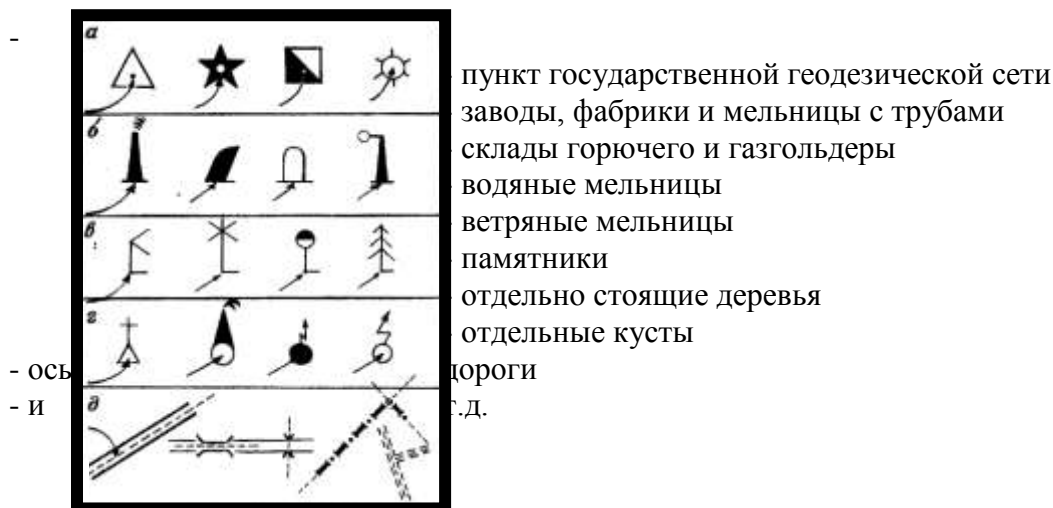 -
а
- пункт государственной геодезической сети
- заводы, фабрики и мельницы с трубами
б
- склады горючего и газгольдеры
- водяные мельницы
- ветряные мельницы
в
- памятники
- отдельно стоящие деревья
г
- отдельные кусты
- ось дороги
- и т.д.
д